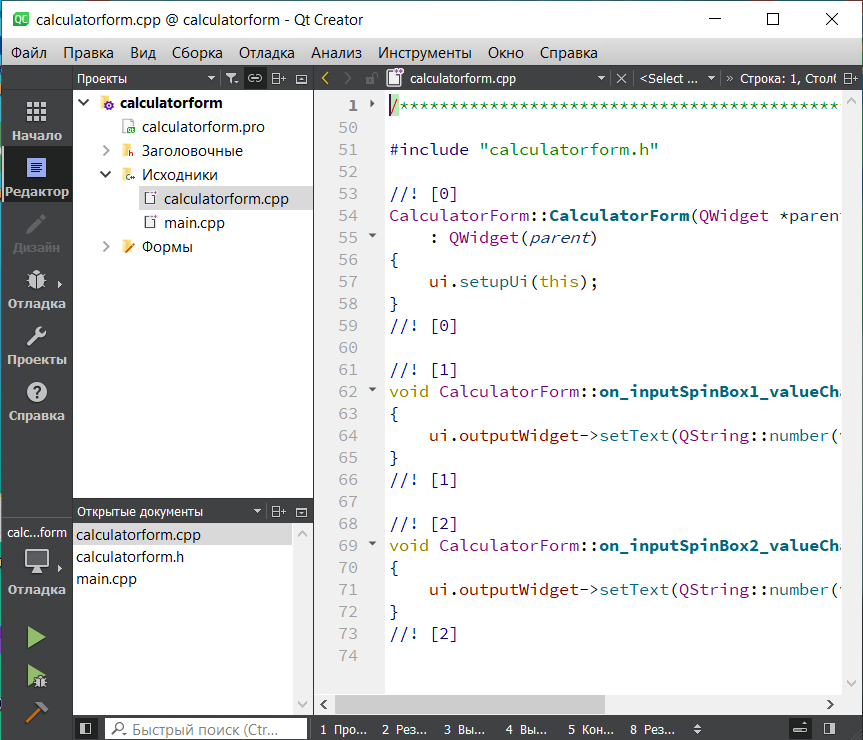 QC calculatorform.cpp @ calculatorform - Qt Creator
Файл Правка Вид Сборка Отладка Анализ Инструменты Окно Справка
Проекты
calculatorform.cpp
<Select ...
» Строка: 1, Столб
Начало
Редактор
Дизайн
Отладка
Проекты
Справка
calc...form
Отладка
calculatorform
calculatorform.pro
Заголовочные
Исходники
calculatorform.cpp
main.cpp
Формы
Открытые документы
calculatorform.cpp
calculatorform.h
main.cpp
1 /********************************************
50
51 #include "calculatorform.h"
52
53 //! [0]
54 CalculatorForm::CalculatorForm(QWidget *paren
55     : QWidget(parent)
56 {
57     ui.setupUi(this);
58 }
59 //! [0]
60
61 //! [1]
62 void CalculatorForm::on_inputSpinBox1_valueCha
63 {
64     ui.outputWidget->setText(QString::number(
65 }
66 //! [1]
67
68 //! [2]
69 void CalculatorForm::on_inputSpinBox2_valueCha
70 {
71     ui.outputWidget->setText(QString::number(
72 }
73 //! [2]
74
Быстрый поиск (Ctr...
1 Про... 2 Рез... 3 Вы... 4 Вы... 5 Кон... 8 Рез...